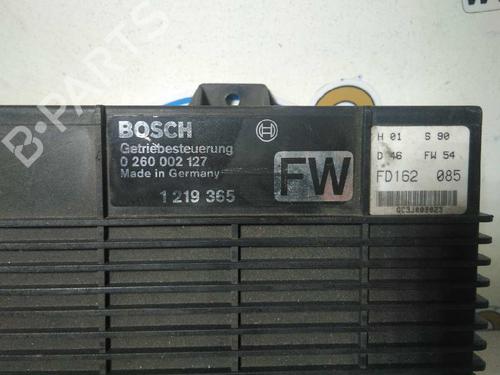 BOSCH
Getriebesteuerung
0 260 002 127
Made in Germany
1 219 365
FW
H 01 S 90
D 46 FW 54
FD162 085
B-PARTS